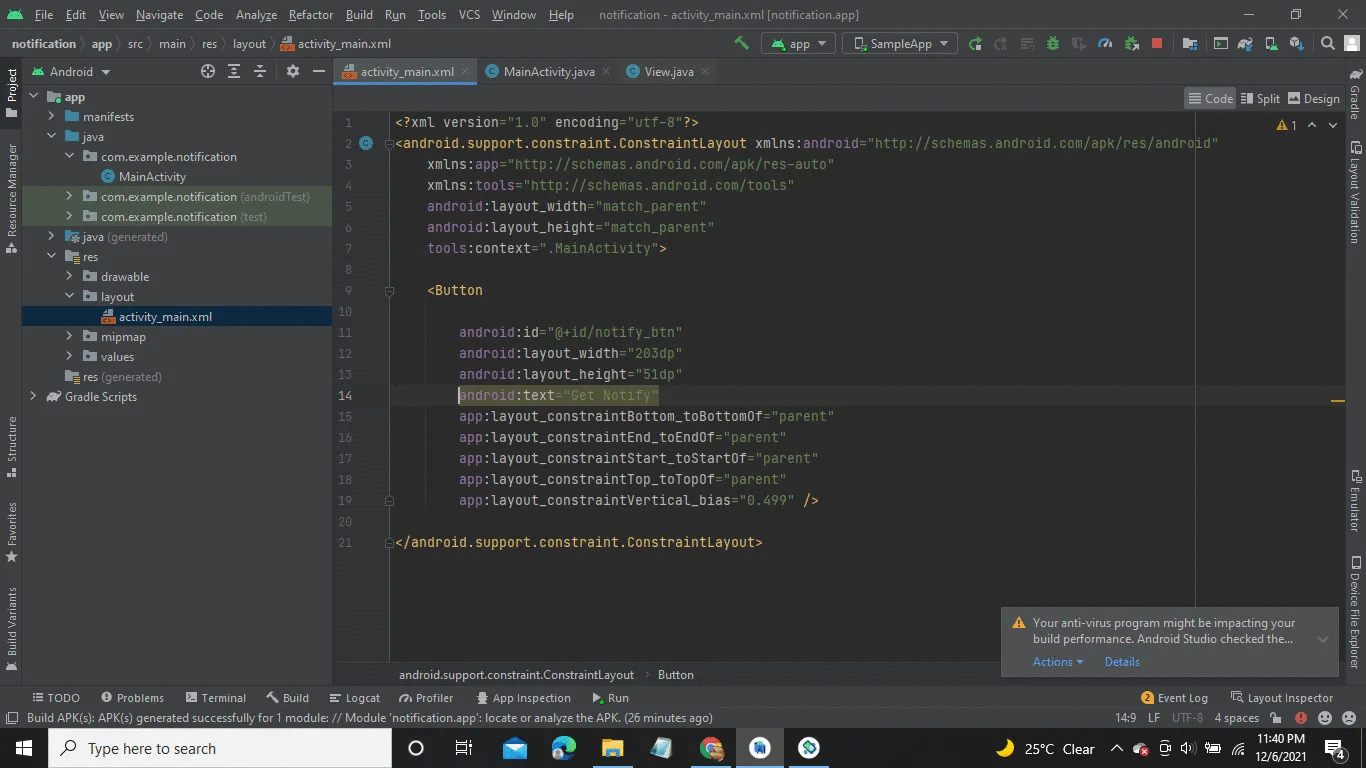 File Edit View Navigate Code Analyze Refactor Build Run Tools VCS Window Help notification - activity_main.xml [notification.app]
notification app src main res layout activity_main.xml app SampleApp
Project
Android
activity_main.xml MainActivity.java View.java
Code Split Design
app
manifests
java
com.example.notification
MainActivity
com.example.notification (androidTest)
com.example.notification (test)
java (generated)
res
drawable
layout
activity_main.xml
mipmap
values
res (generated)
Gradle Scripts
Resource Manager
Structure
Favorites
Build Variants
1 <?xml version="1.0" encoding="utf-8"?>
2 <android.support.constraint.ConstraintLayout xmlns:android="http://schemas.android.com/apk/res/android"
3 xmlns:app="http://schemas.android.com/apk/res-auto"
4 xmlns:tools="http://schemas.android.com/tools"
5 android:layout_width="match_parent"
6 android:layout_height="match_parent"
7 tools:context=".MainActivity">
8
9 <Button
10
11 android:id="@+id/notify_btn"
12 android:layout_width="203dp"
13 android:layout_height="51dp"
14 android:text="Get Notify"
15 app:layout_constraintBottom_toBottomOf="parent"
16 app:layout_constraintEnd_toEndOf="parent"
17 app:layout_constraintStart_toStartOf="parent"
18 app:layout_constraintTop_toTopOf="parent"
19 app:layout_constraintVertical_bias="0.499" />
20
21 </android.support.constraint.ConstraintLayout>
1
Gradle
Layout Validation
Emulator
Device File Explorer
Your anti-virus program might be impacting your
build performance. Android Studio checked the...
Actions Details
android.support.constraint.ConstraintLayout Button
TODO Problems Terminal Build Logcat Profiler App Inspection Run 2 Event Log Layout Inspector
Build APK(s): APK(s) generated successfully for 1 module: // Module 'notification.app': locate or analyze the APK. (26 minutes ago) 14:9 LF UTF-8 4 spaces
Type here to search
25°C Clear
11:40 PM
12/6/2021
4